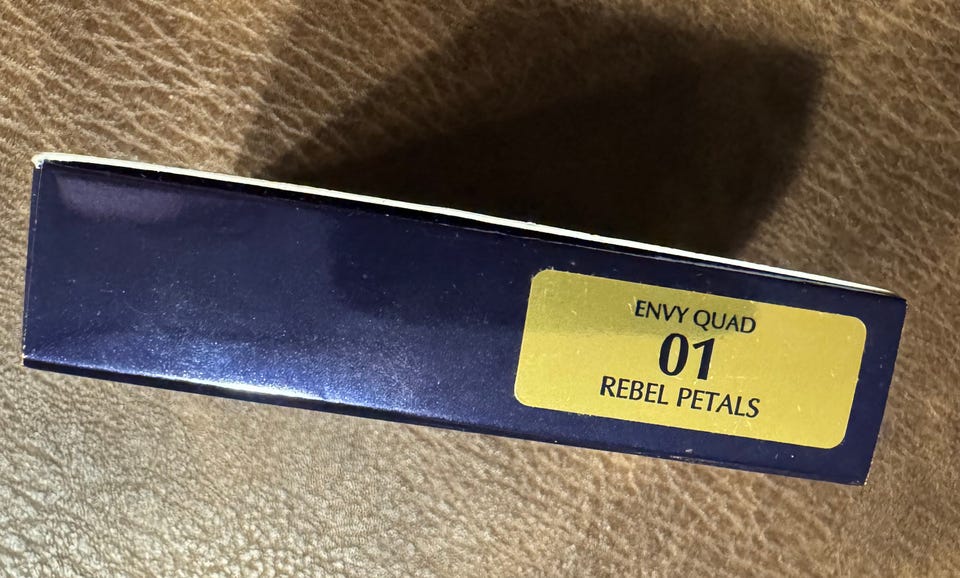 ENVY QUAD
01
REBEL PETALS